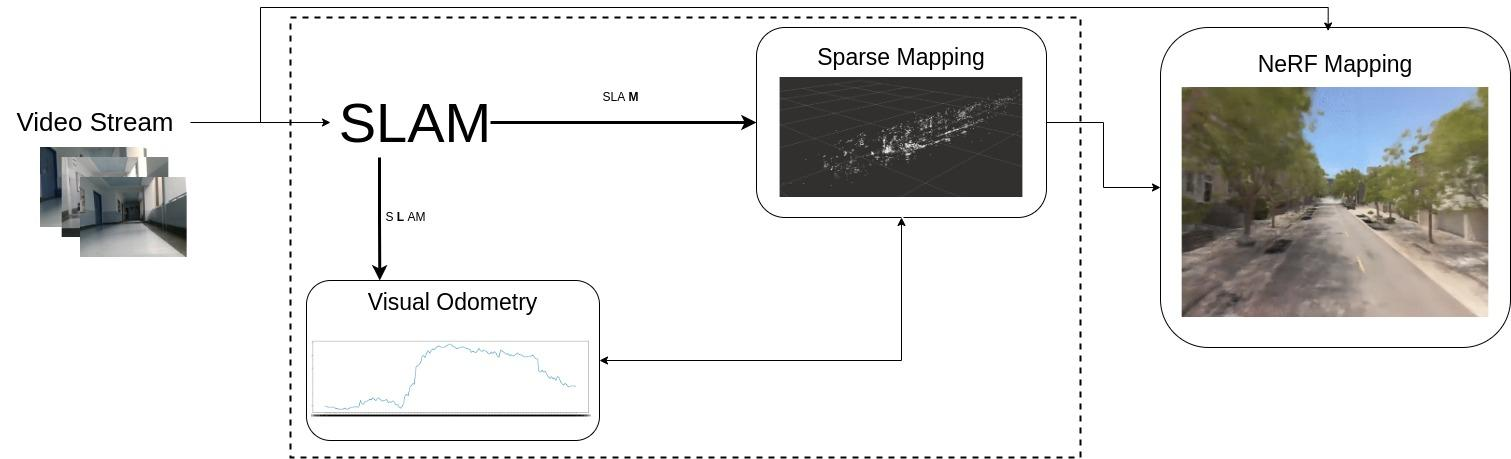 Video Stream
SLAM
SLA M
S L AM
Sparse Mapping
Visual Odometry
NeRF Mapping